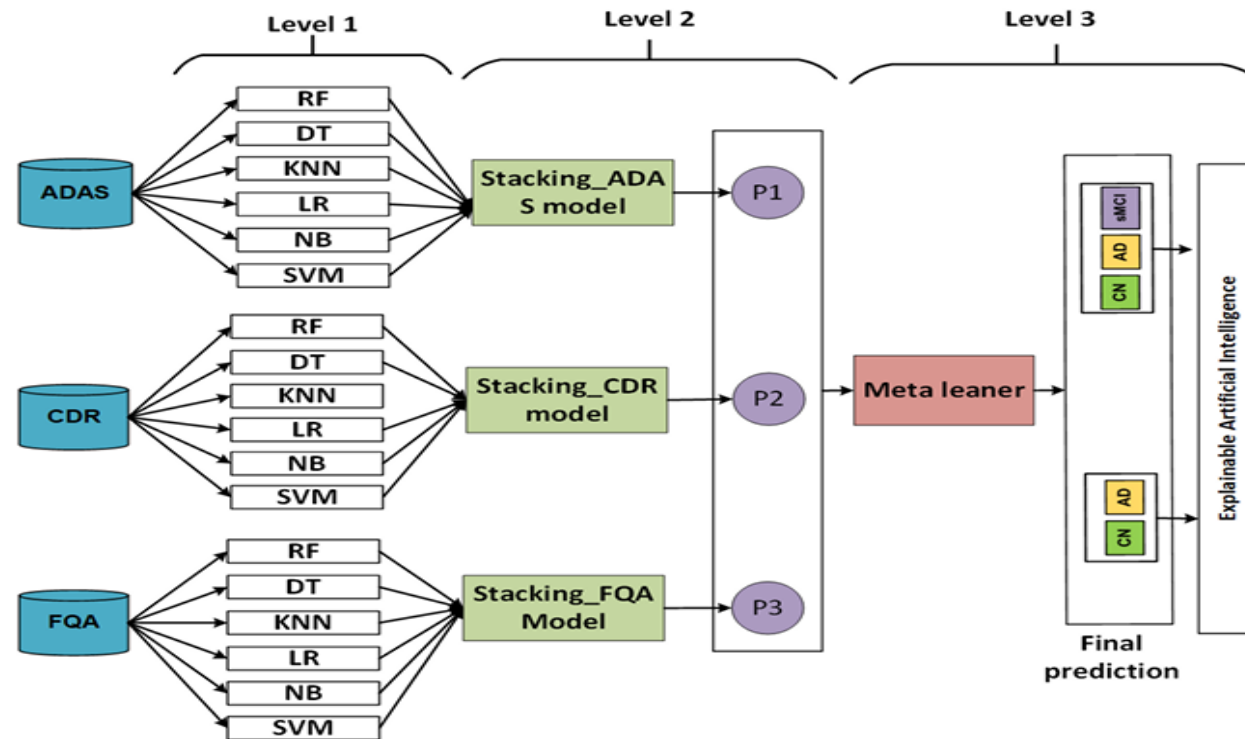 Level 1
Level 2
Level 3
ADAS
RF
DT
KNN
LR
NB
SVM
Stacking_ADA
S model
P1
CDR
RF
DT
KNN
LR
NB
SVM
Stacking_CDR
model
P2
FQA
RF
DT
KNN
LR
NB
SVM
Stacking_FQA
Model
P3
Meta leaner
sMCI
AD
CN
AD
CN
Final
prediction
Explainable Artificial Intelligence